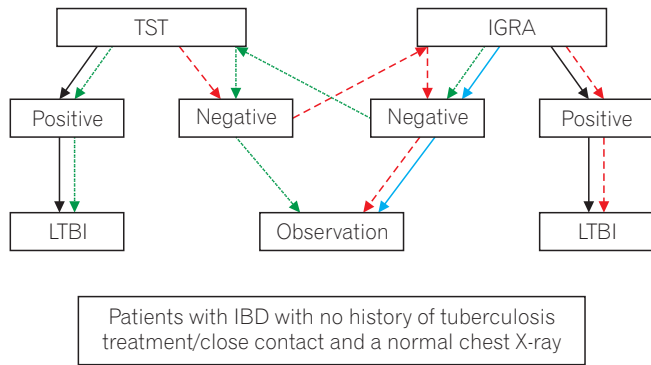 TST
IGRA
Positive
Negative
Negative
Positive
LTBI
Observation
LTBI
Patients with IBD with no history of tuberculosis
treatment/close contact and a normal chest X-ray